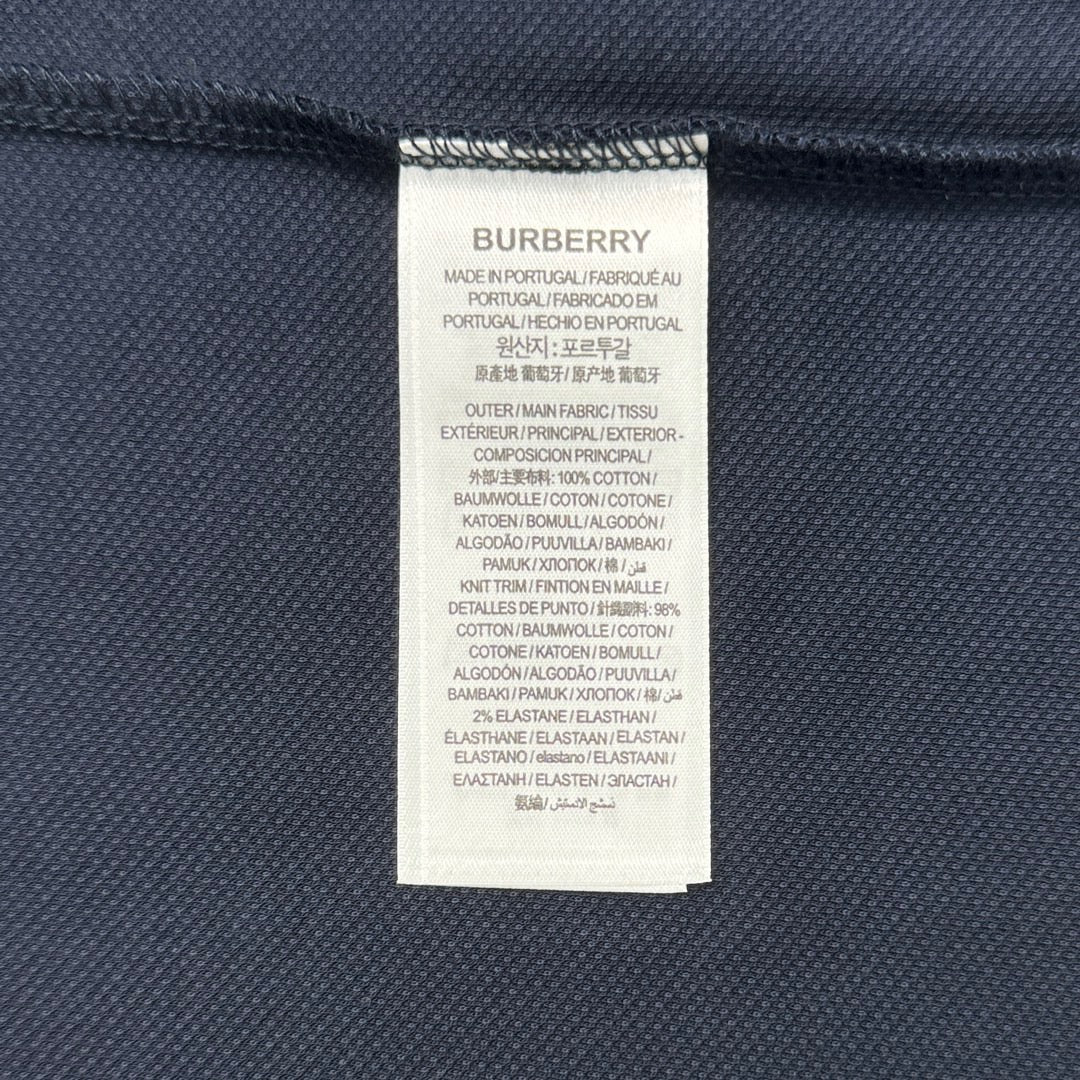 BURBERRY
MADE IN PORTUGAL / FABRIQUÉ AU
PORTUGAL / FABRICADO EM
PORTUGAL / HECHIO EN PORTUGAL
원산지 : 포르투갈
原產地 葡萄牙 / 原产地 葡萄牙
OUTER / MAIN FABRIC / TISSU
EXTÉRIEUR / PRINCIPAL / EXTERIOR -
COMPOSICION PRINCIPAL /
外部/主要布料: 100% COTTON /
BAUMWOLLE / COTON / COTONE /
KATOEN / BOMULL / ALGODÓN /
ALGODÃO / PUUVILLA / BAMBAKI /
PAMUK / ХЛОПОК / 棉 / قطن
KNIT TRIM / FINTION EN MAILLE /
DETALLES DE PUNTO / 針織副料: 98%
COTTON / BAUMWOLLE / COTON /
COTONE / KATOEN / BOMULL /
ALGODÓN / ALGODÃO / PUUVILLA /
BAMBAKI / PAMUK / ХЛОПОК / 棉/ قطن
2% ELASTANE / ELASTHAN /
ÉLASTHANE / ELASTAAN / ELASTAN /
ELASTANO / elastano / ELASTAANI /
ΕΛΑΣΤΑΝΗ / ELASTEN / ЭЛАСТАН /
氨綸/